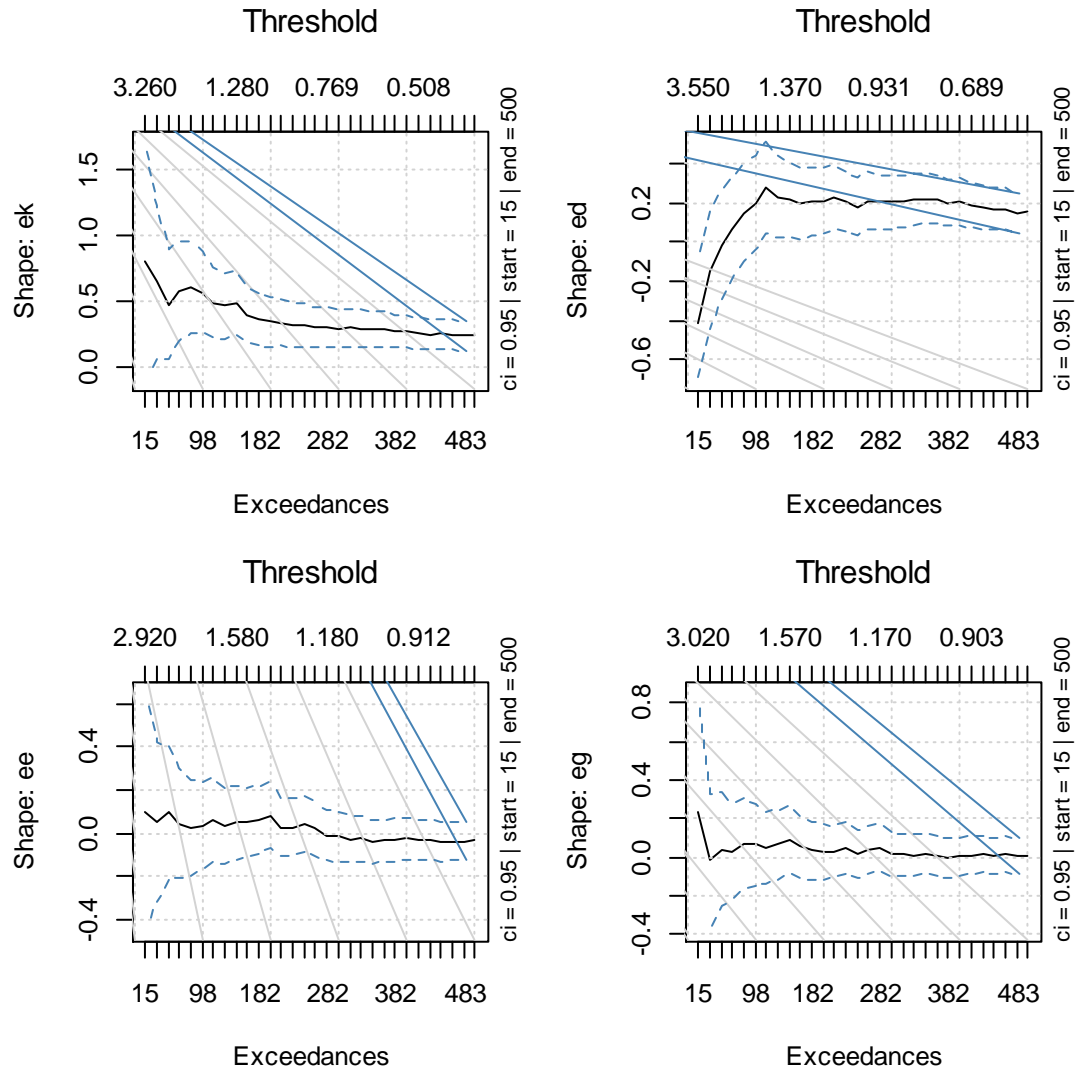 Threshold
3.260 1.280 0.769 0.508
Shape: ek
1.5
1.0
0.5
0.0
15 98 182 282 382 483
Exceedances
ci = 0.95 | start = 15 | end = 500
Threshold
3.550 1.370 0.931 0.689
Shape: ed
0.2
-0.2
-0.6
15 98 182 282 382 483
Exceedances
ci = 0.95 | start = 15 | end = 500
Threshold
2.920 1.580 1.180 0.912
Shape: ee
0.4
0.0
-0.4
15 98 182 282 382 483
Exceedances
ci = 0.95 | start = 15 | end = 500
Threshold
3.020 1.570 1.170 0.903
Shape: eg
0.8
0.4
0.0
-0.4
15 98 182 282 382 483
Exceedances
ci = 0.95 | start = 15 | end = 500